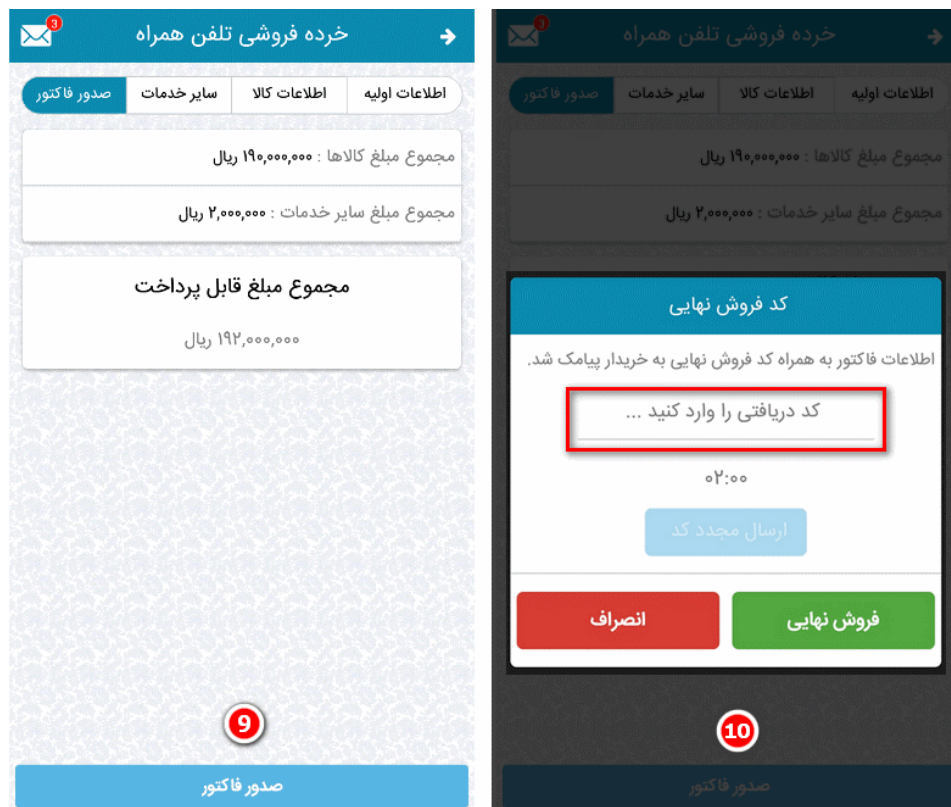 خرده فروشی تلفن همراه
3
اطلاعات اولیه
اطلاعات کالا
سایر خدمات
صدور فاکتور
مجموع مبلغ کالاها : ۱۹۰,۰۰۰,۰۰۰ ریال
مجموع مبلغ سایر خدمات : ۲,۰۰۰,۰۰۰ ریال
مجموع مبلغ قابل پرداخت
۱۹۲,۰۰۰,۰۰۰ ریال
9
صدور فاکتور
خرده فروشی تلفن همراه
3
اطلاعات اولیه
اطلاعات کالا
سایر خدمات
صدور فاکتور
مجموع مبلغ کالاها : ۱۹۰,۰۰۰,۰۰۰ ریال
مجموع مبلغ سایر خدمات : ۲,۰۰۰,۰۰۰ ریال
کد فروش نهایی
اطلاعات فاکتور به همراه کد فروش نهایی به خریدار پیامک شد.
کد دریافتی را وارد کنید ...
۰۲:۰۰
ارسال مجدد کد
فروش نهایی
انصراف
10
صدور فاکتور